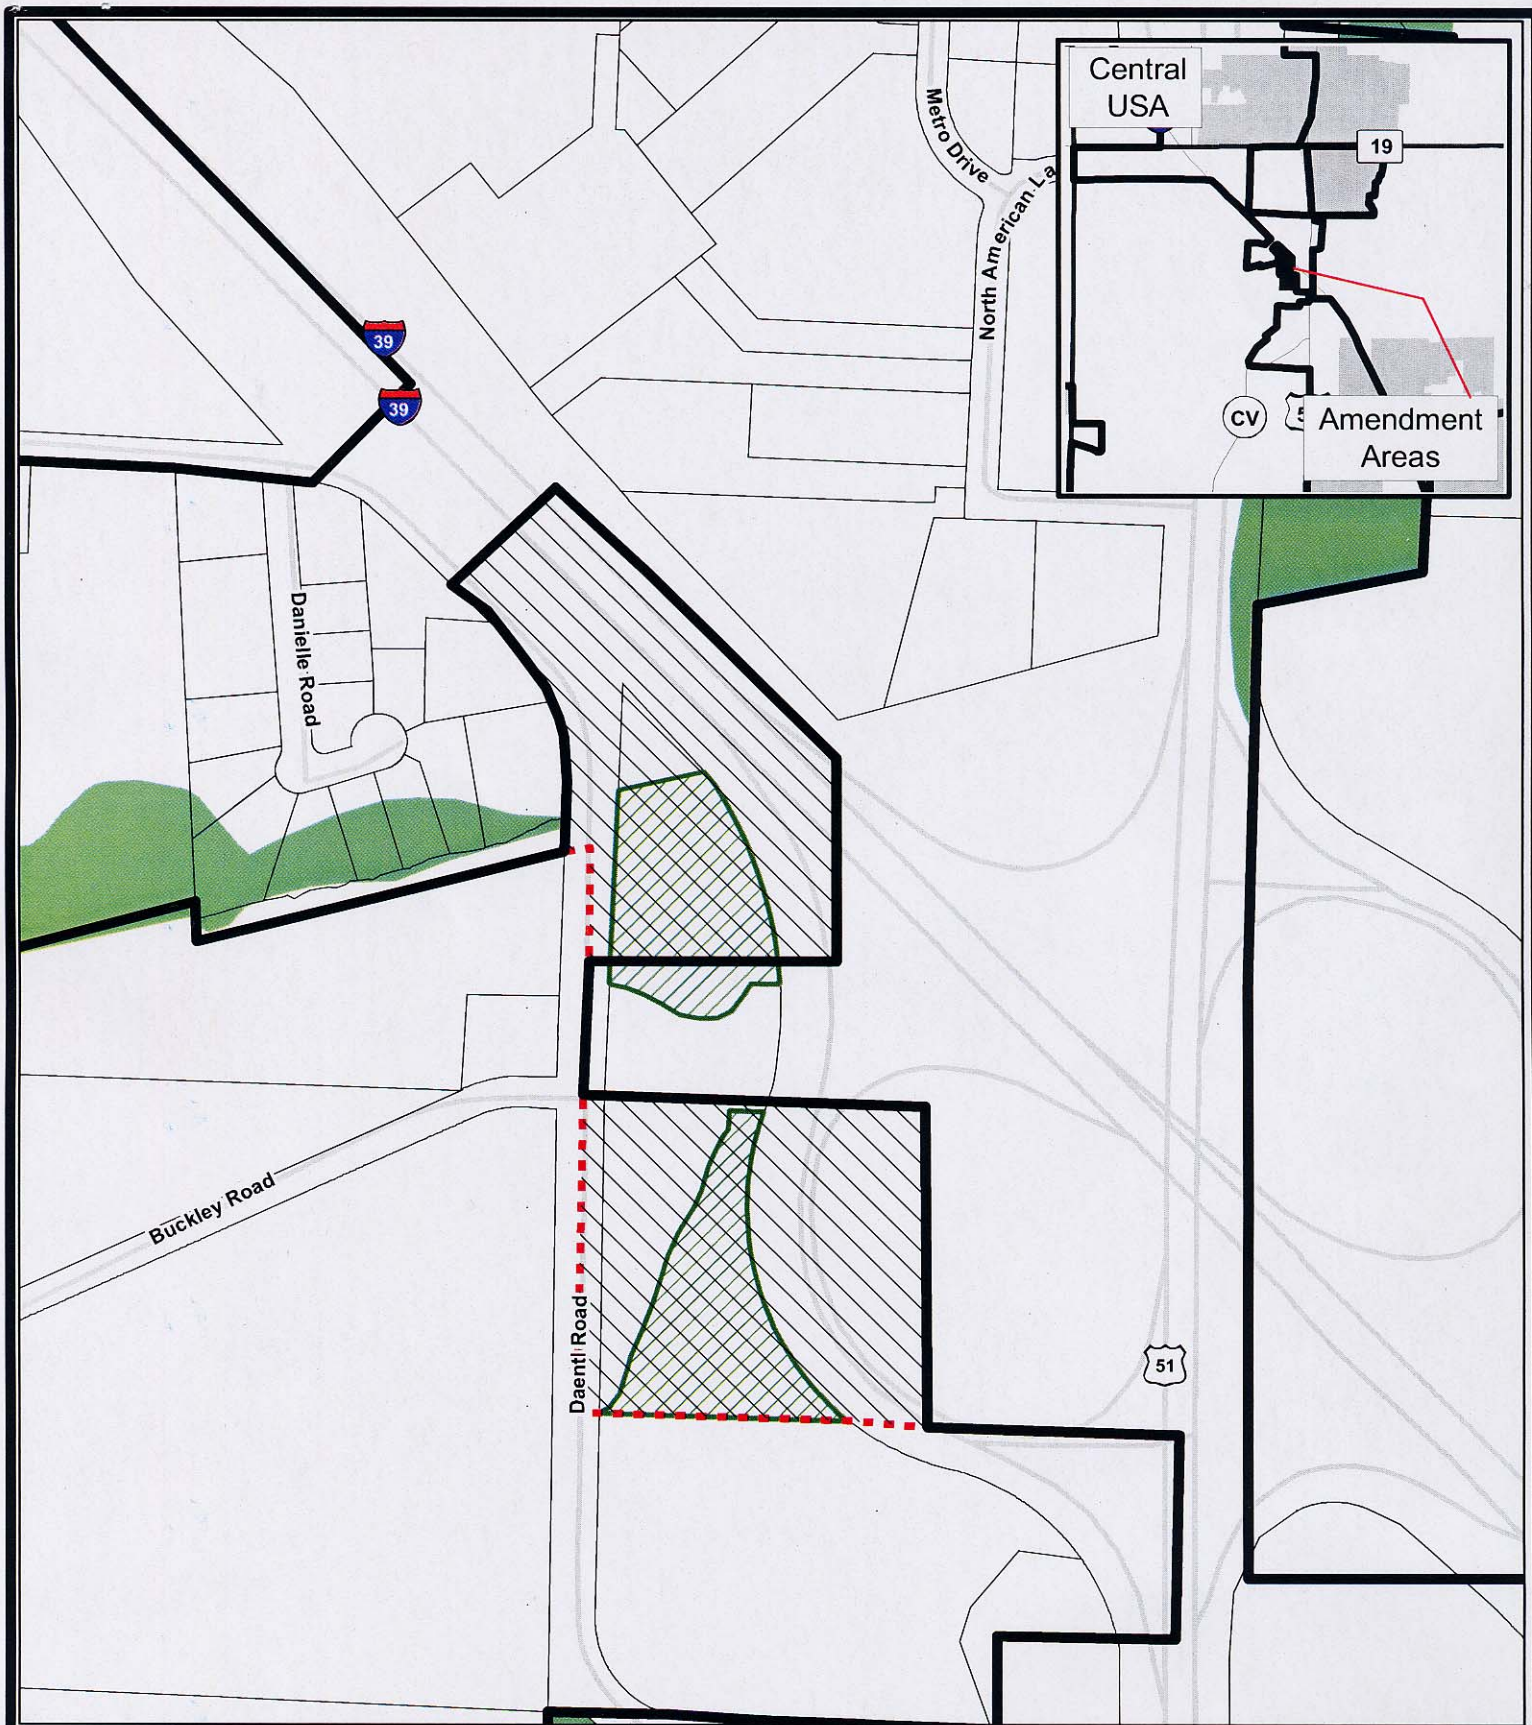 Central
USA
19
Metro Drive
North American La
39
39
CV
5
Amendment
Areas
Danielle Road
Buckley Road
Daentl Road
51